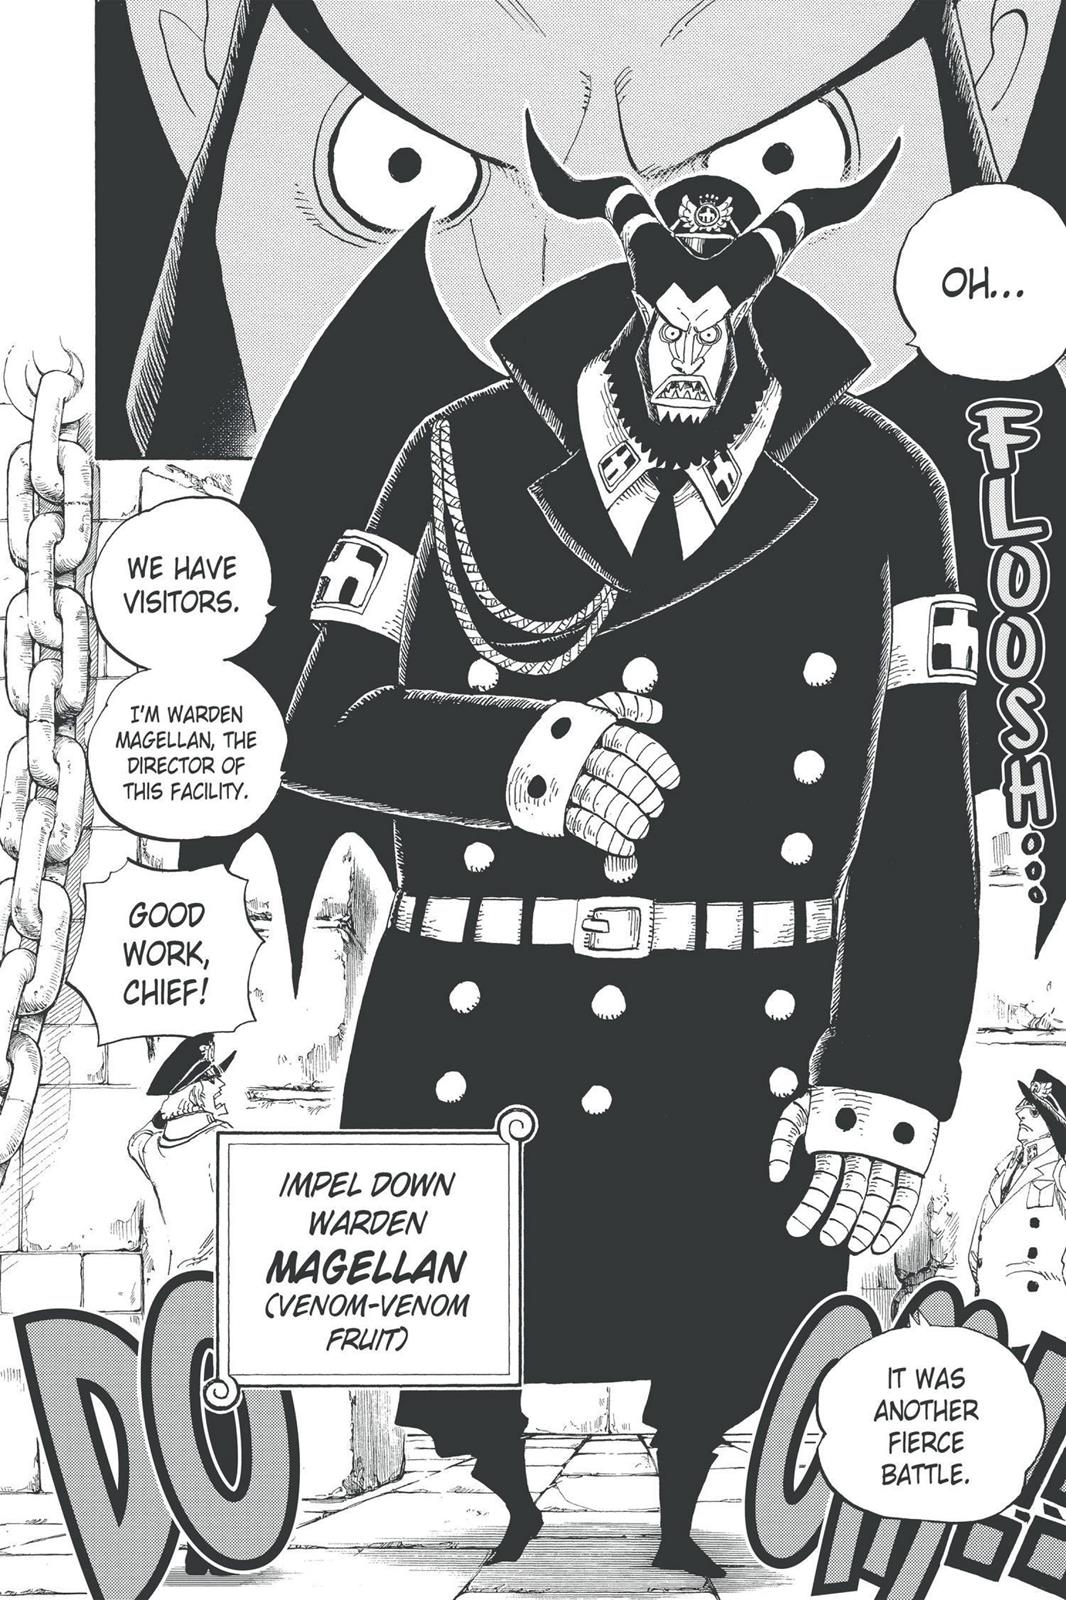 OH...
FLOOSH...
IT WAS
ANOTHER
FIERCE
BATTLE.
WE HAVE
VISITORS.
I'M WARDEN
MAGELLAN, THE
DIRECTOR OF
THIS FACILITY.
GOOD
WORK,
CHIEF!
IMPEL DOWN
WARDEN
MAGELLAN
(VENOM-VENOM
FRUIT)
DOOM!!